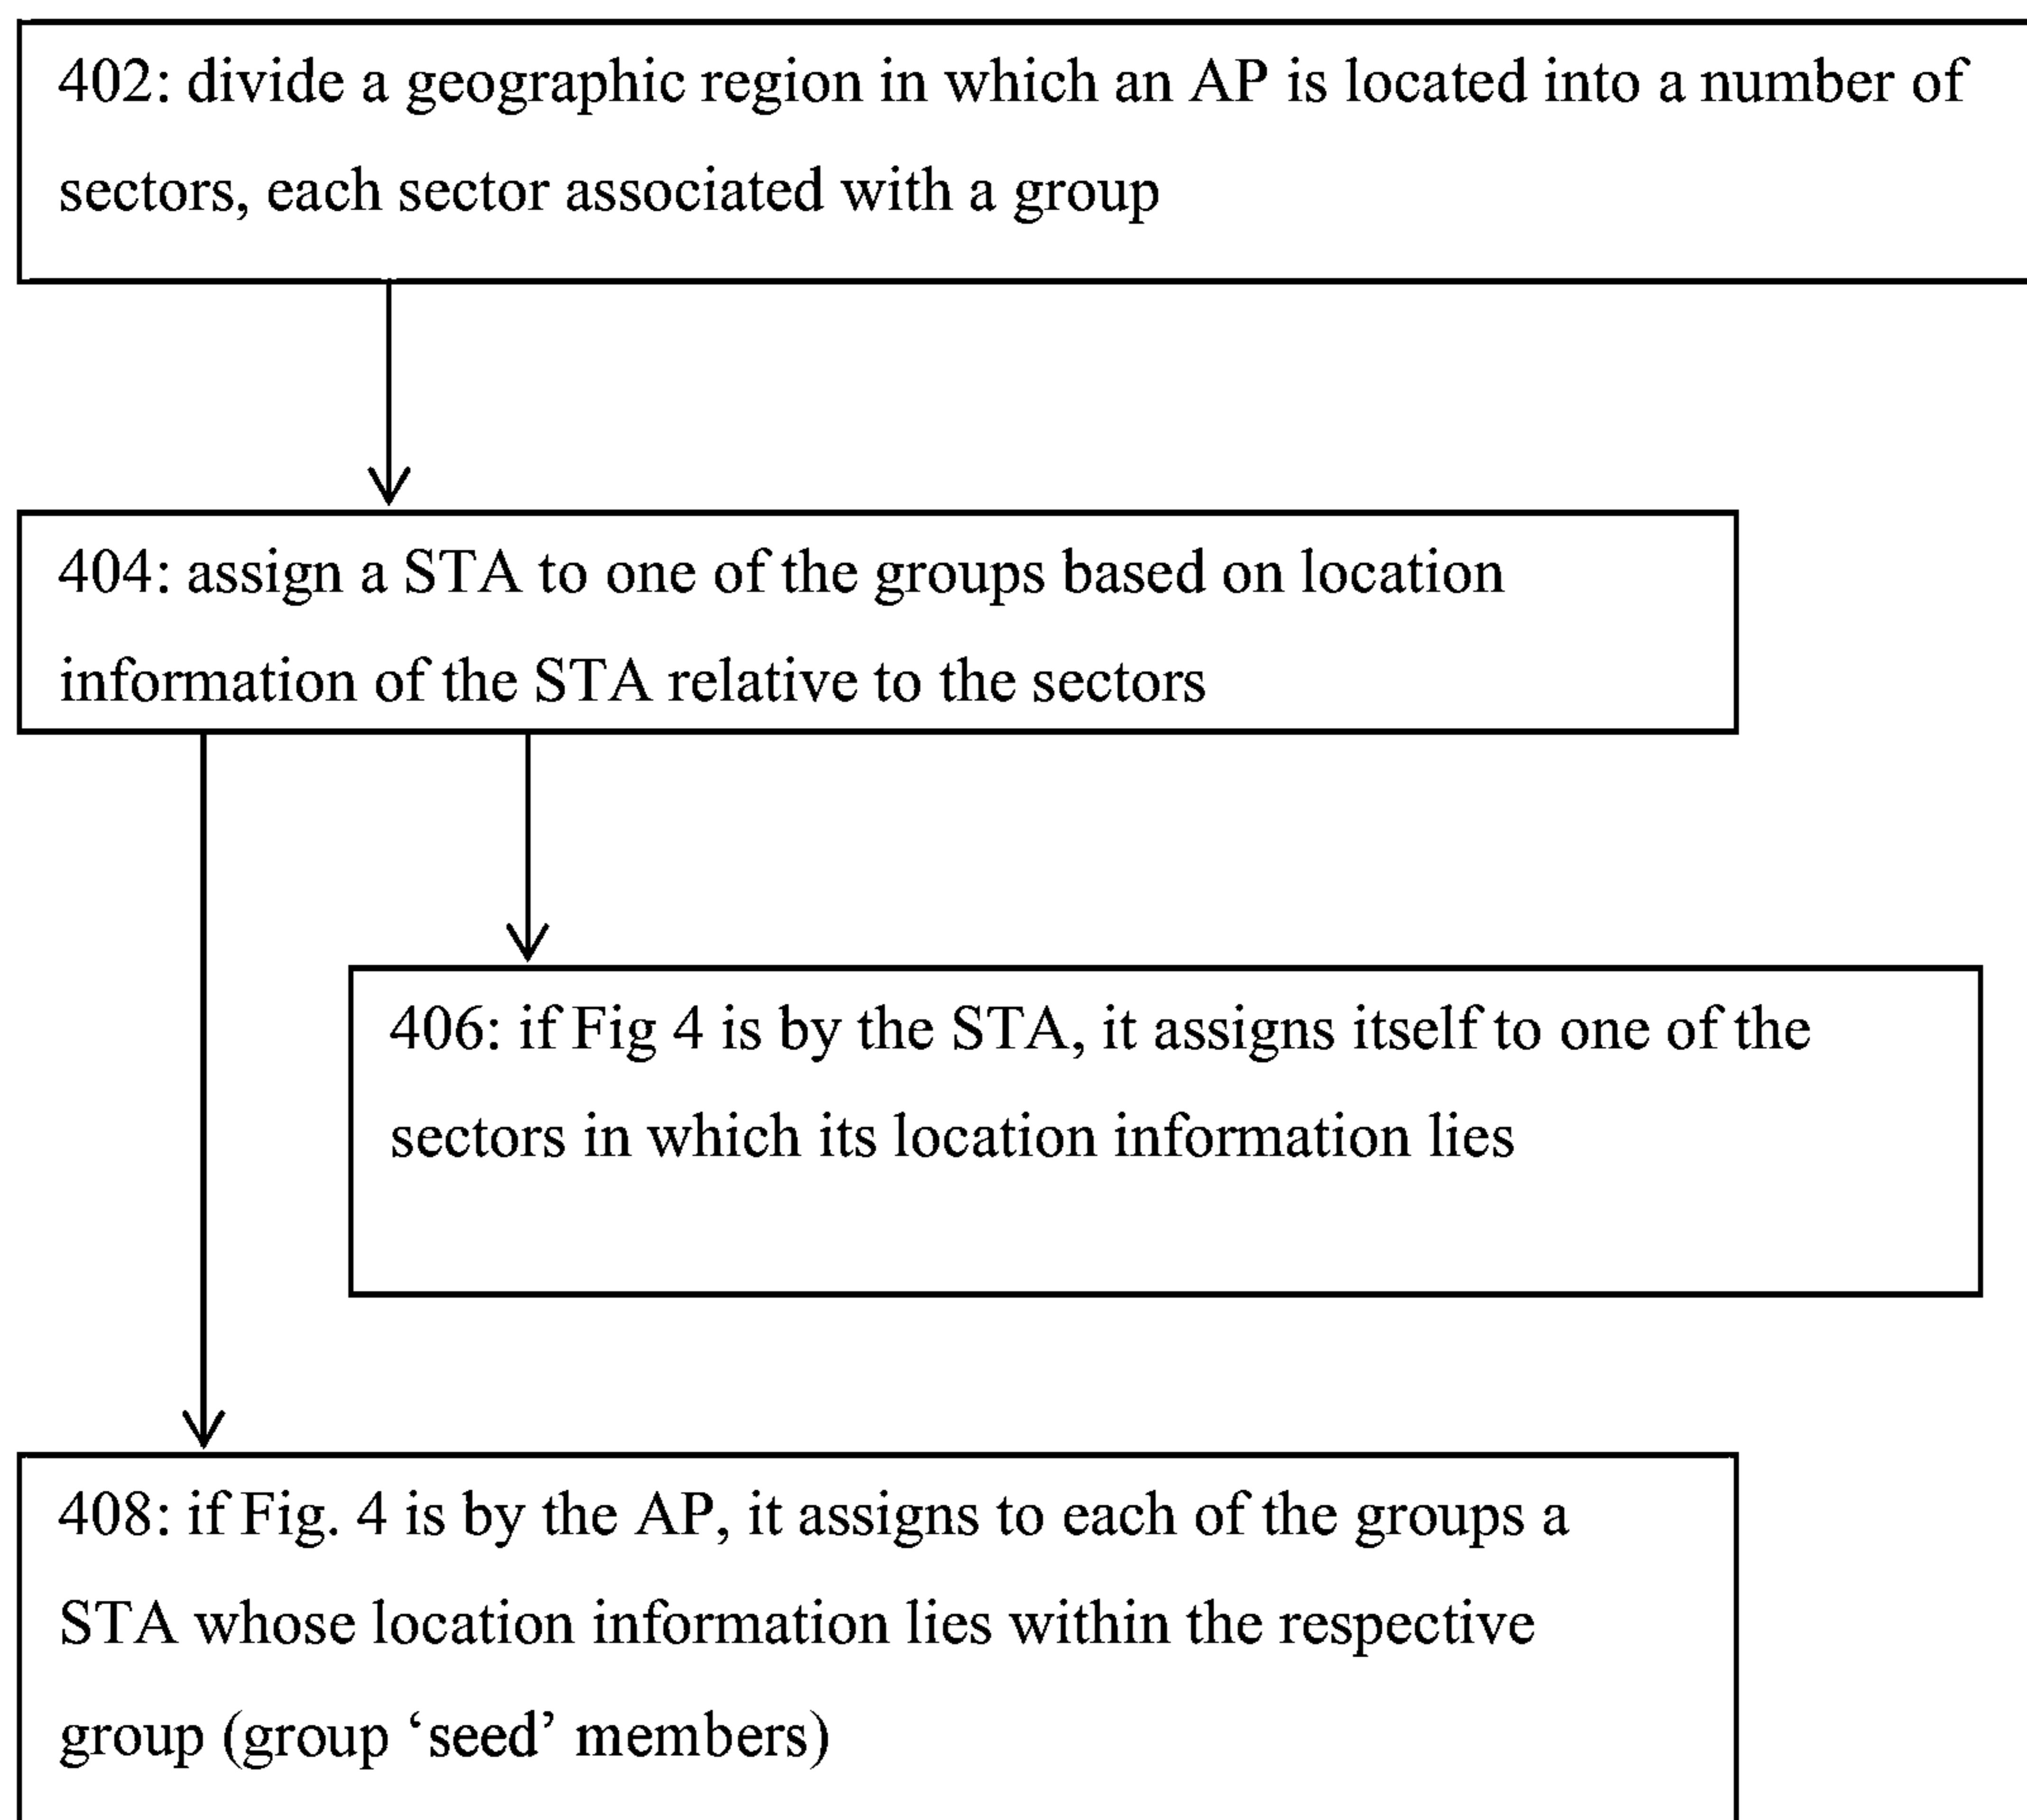 402: divide a geographic region in which an AP is located into a number of
sectors, each sector associated with a group
404: assign a STA to one of the groups based on location
information of the STA relative to the sectors
406: if Fig 4 is by the STA, it assigns itself to one of the
sectors in which its location information lies
408: if Fig. 4 is by the AP, it assigns to each of the groups a
STA whose location information lies within the respective
group (group ‘seed’ members)